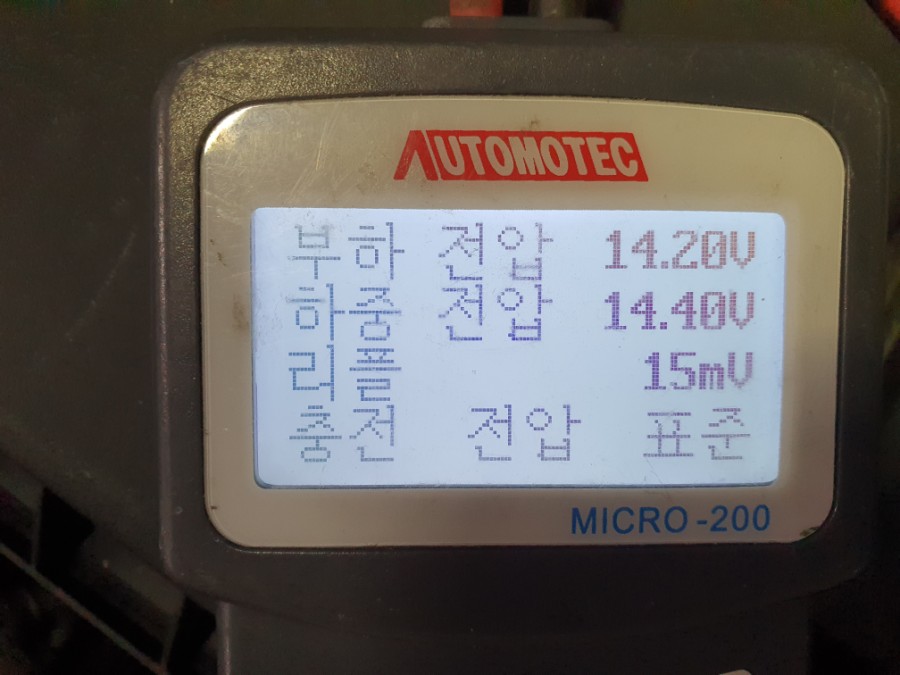 AUTOMOTEC
부하 전압 14.20V
하중 전압 14.40V
리플 15mV
충전 전압 표준
MICRO-200